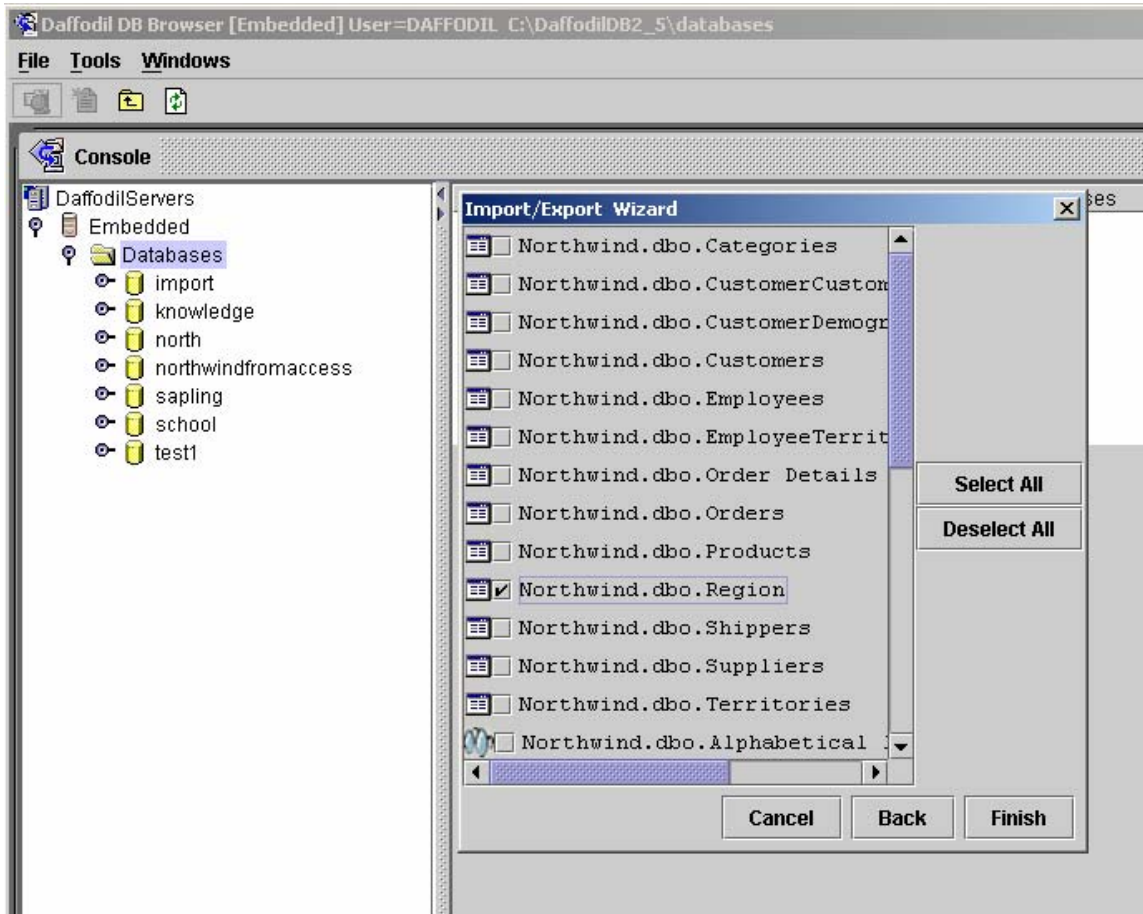 Daffodil DB Browser [Embedded] User=DAFFODIL C:\DaffodilDB2_5\databases
File Tools Windows
Console
DaffodilServers
Embedded
Databases
import
knowledge
north
northwindfromaccess
sapling
school
test1
Import/Export Wizard
Northwind.dbo.Categories
Northwind.dbo.CustomerCustom
Northwind.dbo.CustomerDemogr
Northwind.dbo.Customers
Northwind.dbo.Employees
Northwind.dbo.EmployeeTerrit
Northwind.dbo.Order Details
Northwind.dbo.Orders
Northwind.dbo.Products
Northwind.dbo.Region
Northwind.dbo.Shippers
Northwind.dbo.Suppliers
Northwind.dbo.Territories
Northwind.dbo.Alphabetical
Select All
Deselect All
Cancel Back Finish